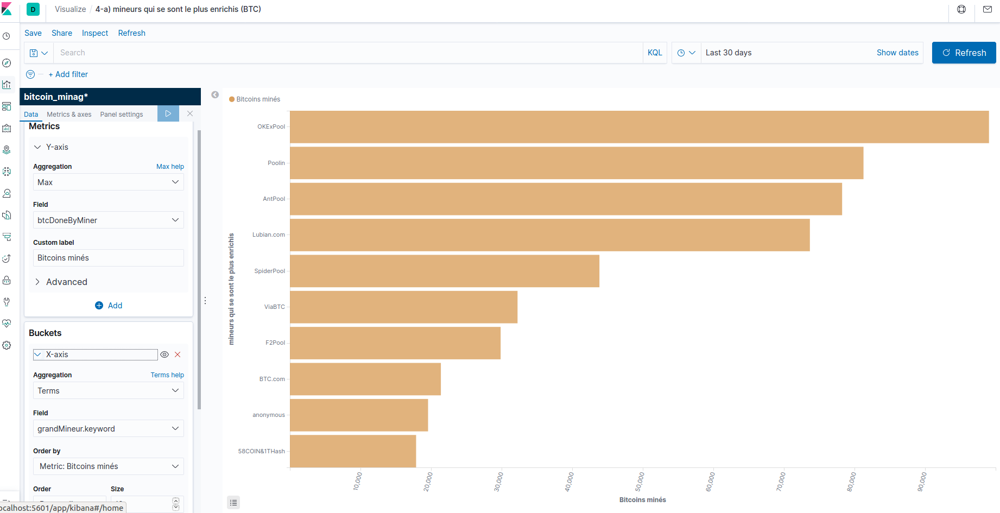 D
Visualize / 4-a) mineurs qui se sont le plus enrichis (BTC)
Save Share Inspect Refresh
Search
KQL
Last 30 days
Show dates
Refresh
+ Add filter
bitcoin_minag*
Data Metrics & axes Panel settings
Metrics
Y-axis
Aggregation Max help
Max
Field
btcDoneByMiner
Custom label
Bitcoins minés
Advanced
Add
Buckets
X-axis
Aggregation Terms help
Terms
Field
grandMineur.keyword
Order by
Metric: Bitcoins minés
Order Size
ocalhost:5601/app/kibana#/home
Bitcoins minés
mineurs qui se sont le plus enrichis
OKExPool
Poolin
AntPool
Lubian.com
SpiderPool
ViaBTC
F2Pool
BTC.com
anonymous
58COIN&1THash
10,000
20,000
30,000
40,000
50,000
60,000
70,000
80,000
90,000
Bitcoins minés